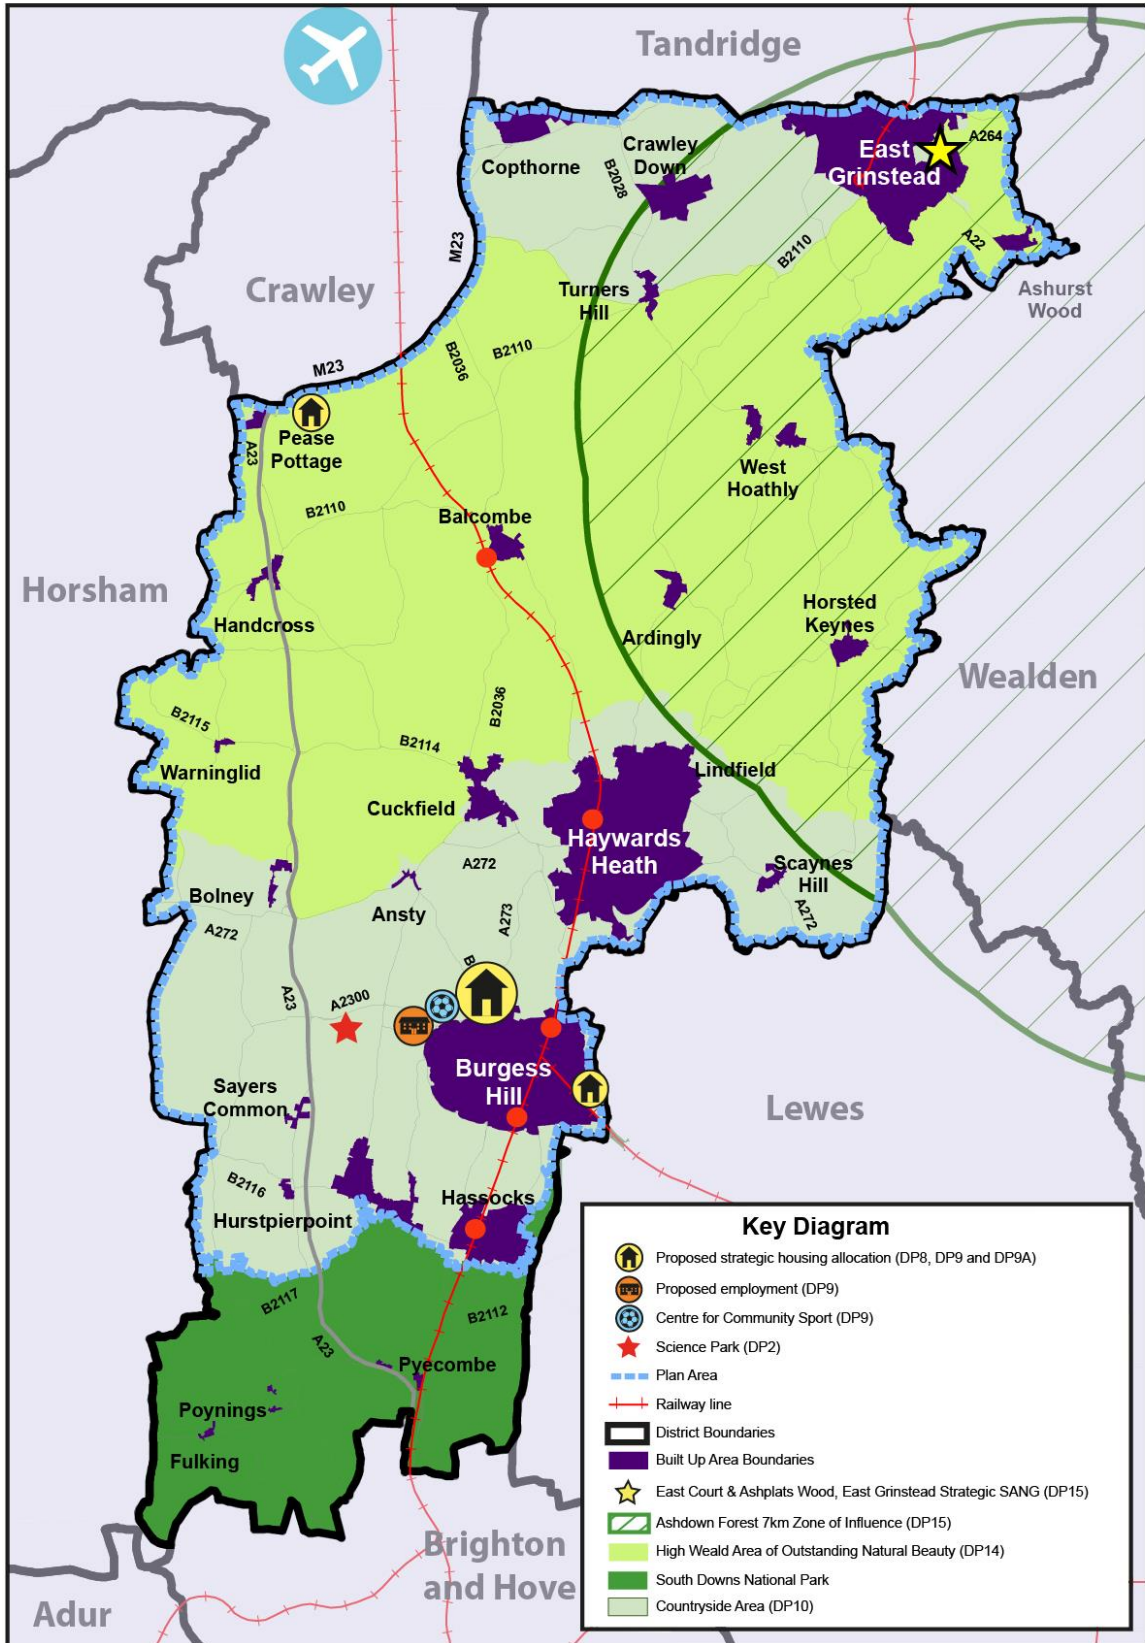 Tandridge
A264
East
Grinstead
Crawley
Down
Copthorne
B2028
M23
A22
B2110
Crawley
Turners
Hill
Ashurst
Wood
B2036
B2110
M23
Pease
Pottage
A23
West
Hoathly
B2110
Balcombe
Horsham
Handcross
Ardingly
Horsted
Keynes
Wealden
B2036
B2115
B2114
Warninglid
Lindfield
Cuckfield
Haywards
Heath
A272
Scaynes
Hill
Bolney
Ansty
A273
A272
A272
B
A23
A2300
Burgess
Hill
Sayers
Common
Lewes
B2116
Hassocks
Hurstpierpoint
B2117
B2112
A23
Pyecombe
Poynings
Fulking
Brighton
and Hove
Adur
Key Diagram
Proposed strategic housing allocation (DP8, DP9 and DP9A)
Proposed employment (DP9)
Centre for Community Sport (DP9)
Science Park (DP2)
Plan Area
Railway line
District Boundaries
Built Up Area Boundaries
East Court & Ashplats Wood, East Grinstead Strategic SANG (DP15)
Ashdown Forest 7km Zone of Influence (DP15)
High Weald Area of Outstanding Natural Beauty (DP14)
South Downs National Park
Countryside Area (DP10)